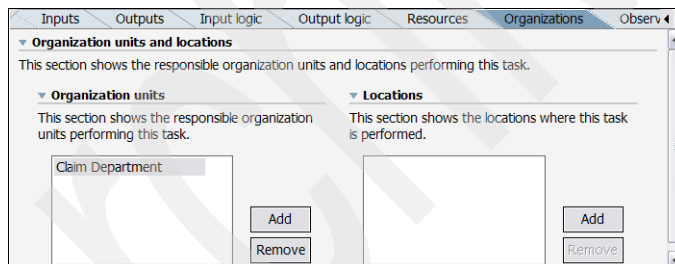 Inputs Outputs Input logic Output logic Resources Organizations Observ
Organization units and locations
This section shows the responsible organization units and locations performing this task.
Organization units
This section shows the responsible organization
units performing this task.
Claim Department
Add
Remove
Locations
This section shows the locations where this task
is performed.
Add
Remove